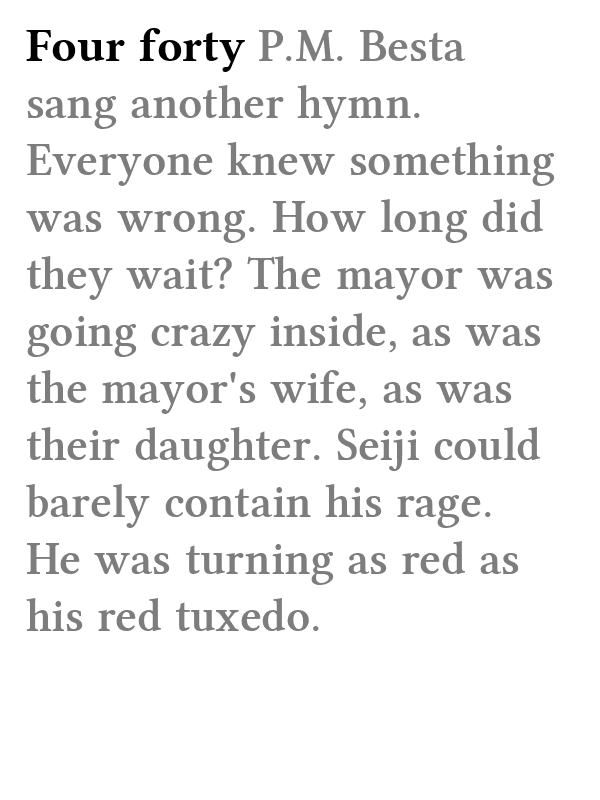 Four forty P.M. Besta
sang another hymn.
Everyone knew something
was wrong. How long did
they wait? The mayor was
going crazy inside, as was
the mayor's wife, as was
their daughter. Seiji could
barely contain his rage.
He was turning as red as
his red tuxedo.